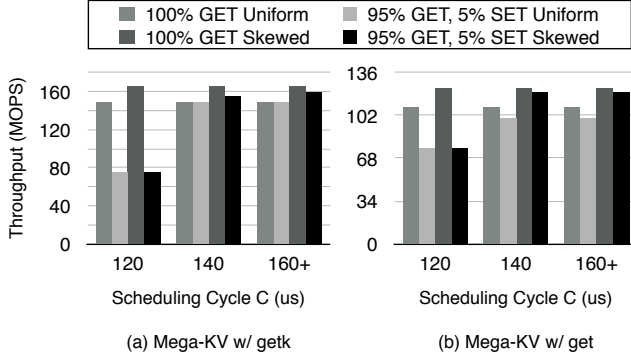 100% GET Uniform 95% GET, 5% SET Uniform
100% GET Skewed 95% GET, 5% SET Skewed
Throughput (MOPS)
160
120
80
40
0
120 140 160+
Scheduling Cycle C (us)
(a) Mega-KV w/ getk
136
102
68
34
0
120 140 160+
Scheduling Cycle C (us)
(b) Mega-KV w/ get